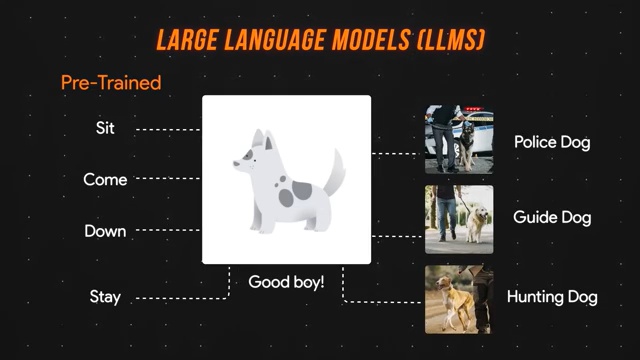 LARGE LANGUAGE MODELS (LLMS)
Pre-Trained
Sit
Come
Down
Stay
Good boy!
Police Dog
Guide Dog
Hunting Dog